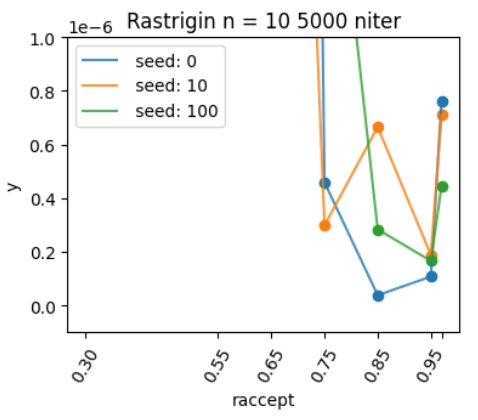 Rastrigin n = 10 5000 niter
1e−6
seed: 0
seed: 10
seed: 100
1.0
0.8
0.6
0.4
0.2
0.0
y
0.30
0.55
0.65
0.75
0.85
0.95
raccept